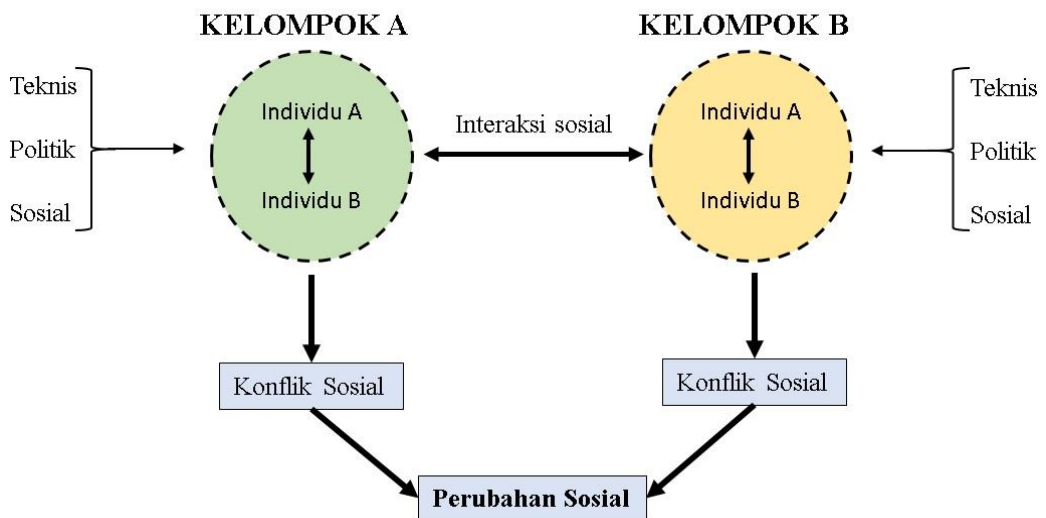 KELOMPOK A
KELOMPOK B
Teknis
Politik
Sosial
Individu A
Individu B
Interaksi sosial
Individu A
Individu B
Teknis
Politik
Sosial
Konflik Sosial
Konflik Sosial
Perubahan Sosial